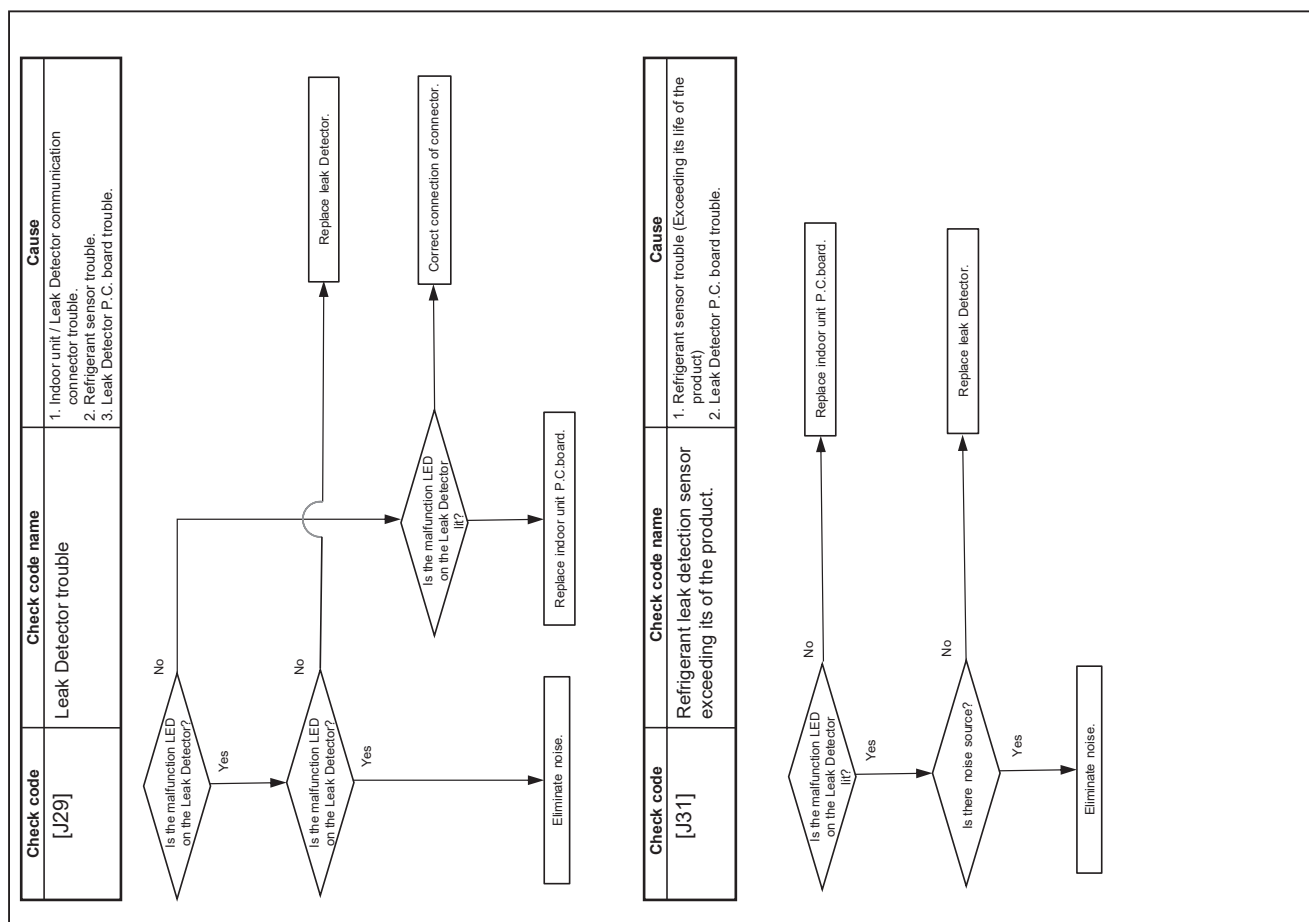 Check code
Check code name
Cause
[J29]
Leak Detector trouble
1. Indoor unit / Leak Detector communication
connector trouble.
2. Refrigerant sensor trouble.
3. Leak Detector P.C. board trouble.
Is the malfunction LED
on the Leak Detector?
No
Yes
Is the malfunction LED
on the Leak Detector?
No
Replace leak Detector.
Yes
Is the malfunction LED
on the Leak Detector
lit?
Correct connection of connector.
Eliminate noise.
Replace indoor unit P.C.board.
Check code
Check code name
Cause
[J31]
Refrigerant leak detection sensor
exceeding its of the product.
1. Refrigerant sensor trouble (Exceeding its life of the
product)
2. Leak Detector P.C. board trouble.
Is the malfunction LED
on the Leak Detector
lit?
No
Replace indoor unit P.C.board.
Yes
Is there noise source?
No
Replace leak Detector.
Yes
Eliminate noise.